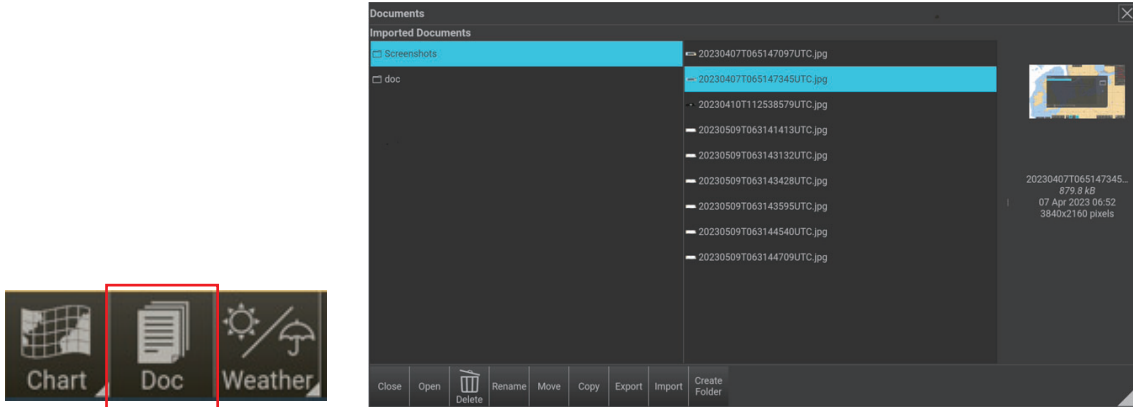 Chart
Doc
Weather
Documents
Imported Documents
Screenshots
doc
20230407T065147097UTC.jpg
20230407T065147345UTC.jpg
20230410T112538579UTC.jpg
20230509T063141413UTC.jpg
20230509T063143132UTC.jpg
20230509T063143428UTC.jpg
20230509T063143595UTC.jpg
20230509T063144540UTC.jpg
20230509T063144709UTC.jpg
20230407T065147345...
879.8 kB
07 Apr 2023 06:52
3840x2160 pixels
Close
Open
Delete
Rename
Move
Copy
Export
Import
Create
Folder